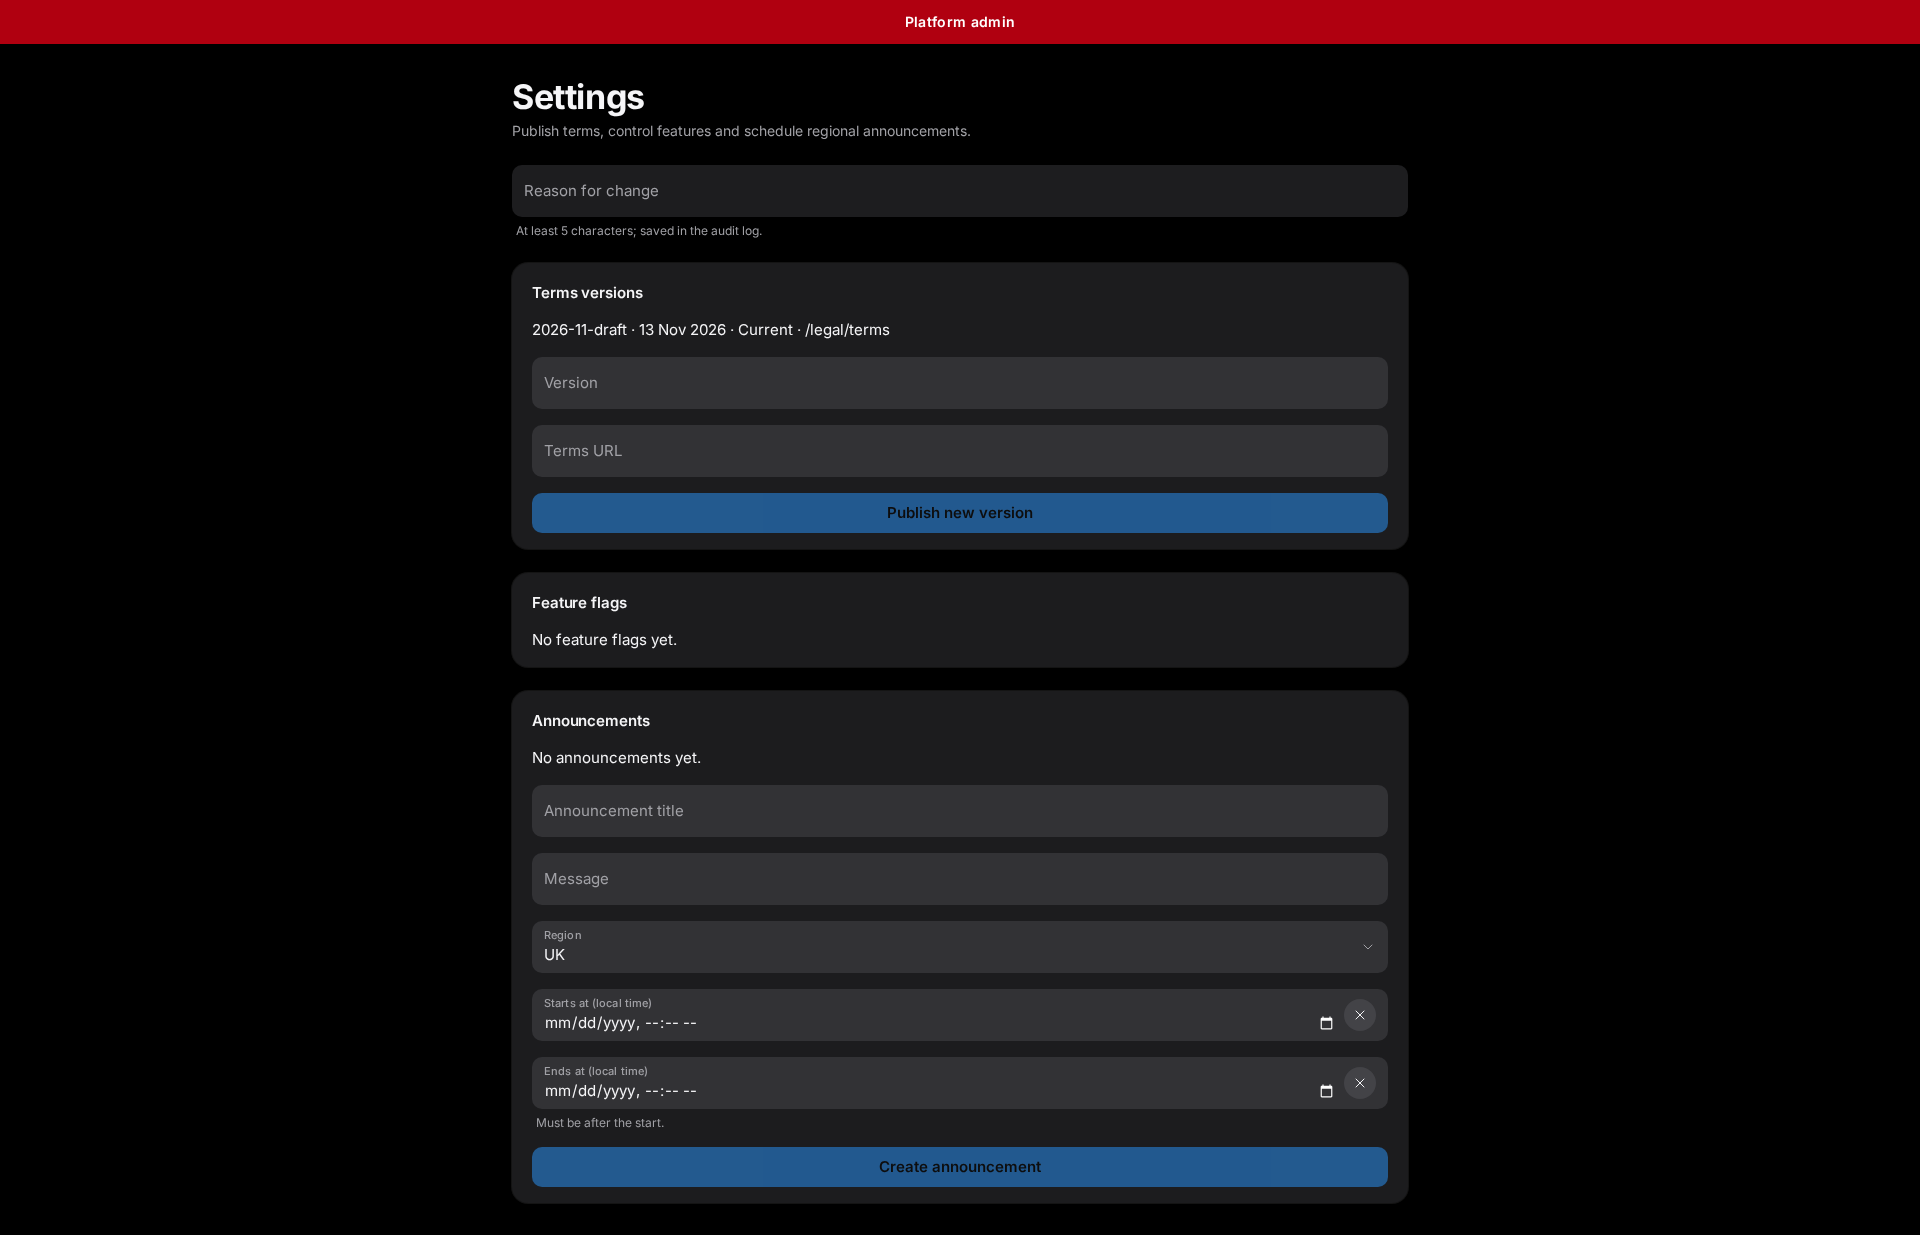 Platform admin
Settings
Publish terms, control features and schedule regional announcements.
Reason for change
At least 5 characters; saved in the audit log.
Terms versions
2026-11-draft · 13 Nov 2026 · Current · /legal/terms
Version
Terms URL
Publish new version
Feature flags
No feature flags yet.
Announcements
No announcements yet.
Announcement title
Message
Region
UK
Starts at (local time)
mm/dd/yyyy, --:-- --
Ends at (local time)
mm/dd/yyyy, --:-- --
Must be after the start.
Create announcement